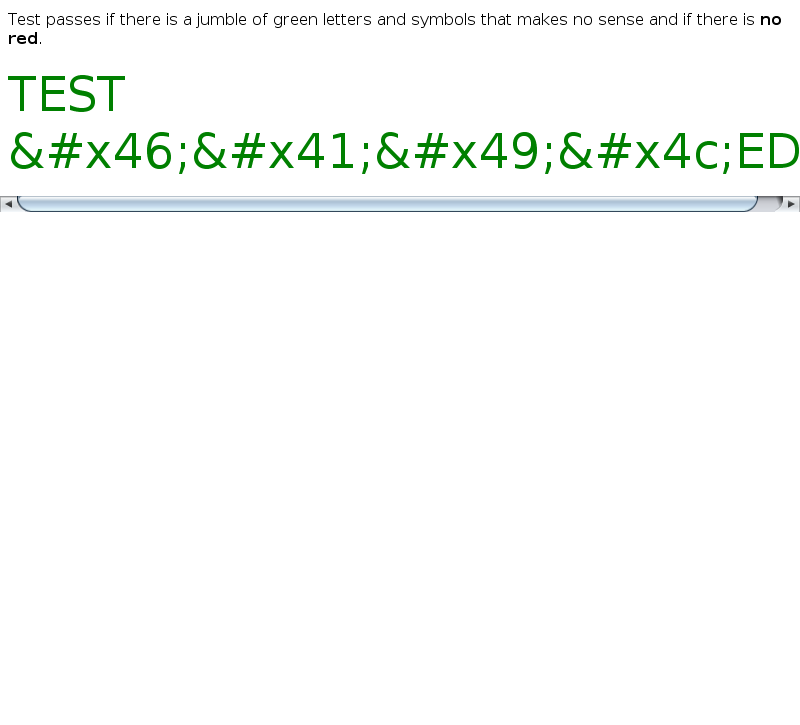 Test passes if there is a jumble of green letters and symbols that makes no sense and if there is no
red.
TEST
&#x46;&#x41;&#x49;&#x4c;ED